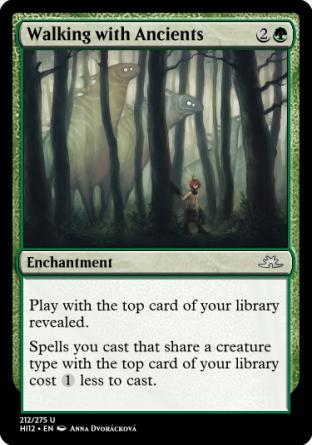 Walking with Ancients 2
Enchantment
Play with the top card of your library
revealed.
Spells you cast that share a creature
type with the top card of your library
cost 1 less to cast.
212/275 U
HI12 • EN Anna Dvorácková